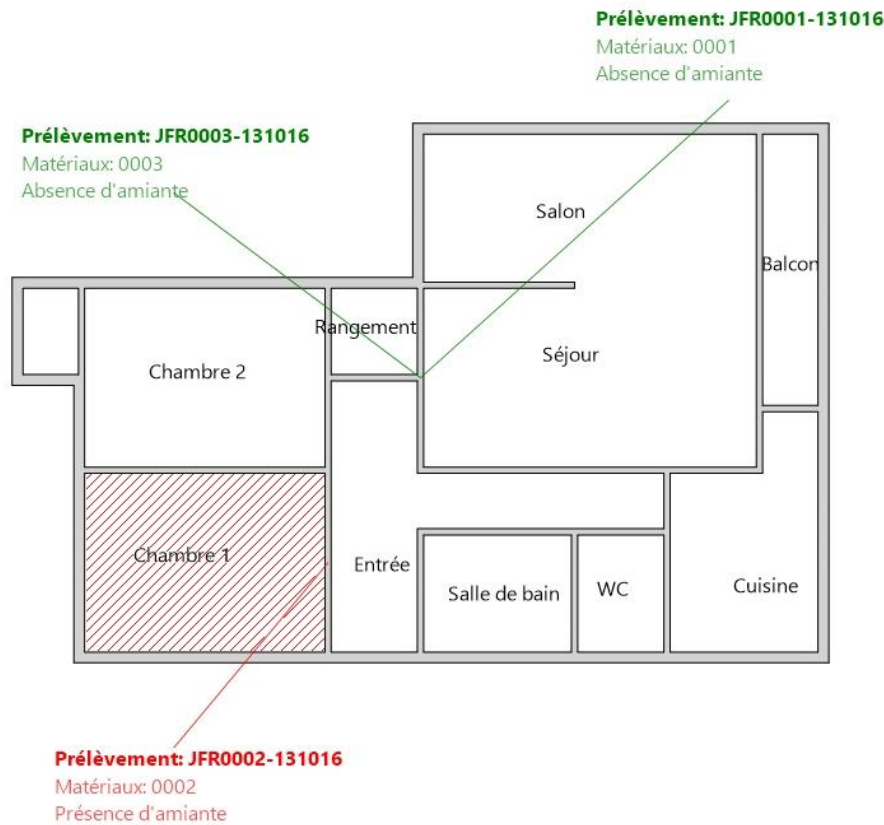 Prélèvement: JFR0001-131016
Matériaux: 0001
Absence d'amiante
Prélèvement: JFR0003-131016
Matériaux: 0003
Absence d'amiante
Salon
Balcon
Rangement
Séjour
Chambre 2
Chambre 1
Entrée
Salle de bain
WC
Cuisine
Prélèvement: JFR0002-131016
Matériaux: 0002
Présence d'amiante